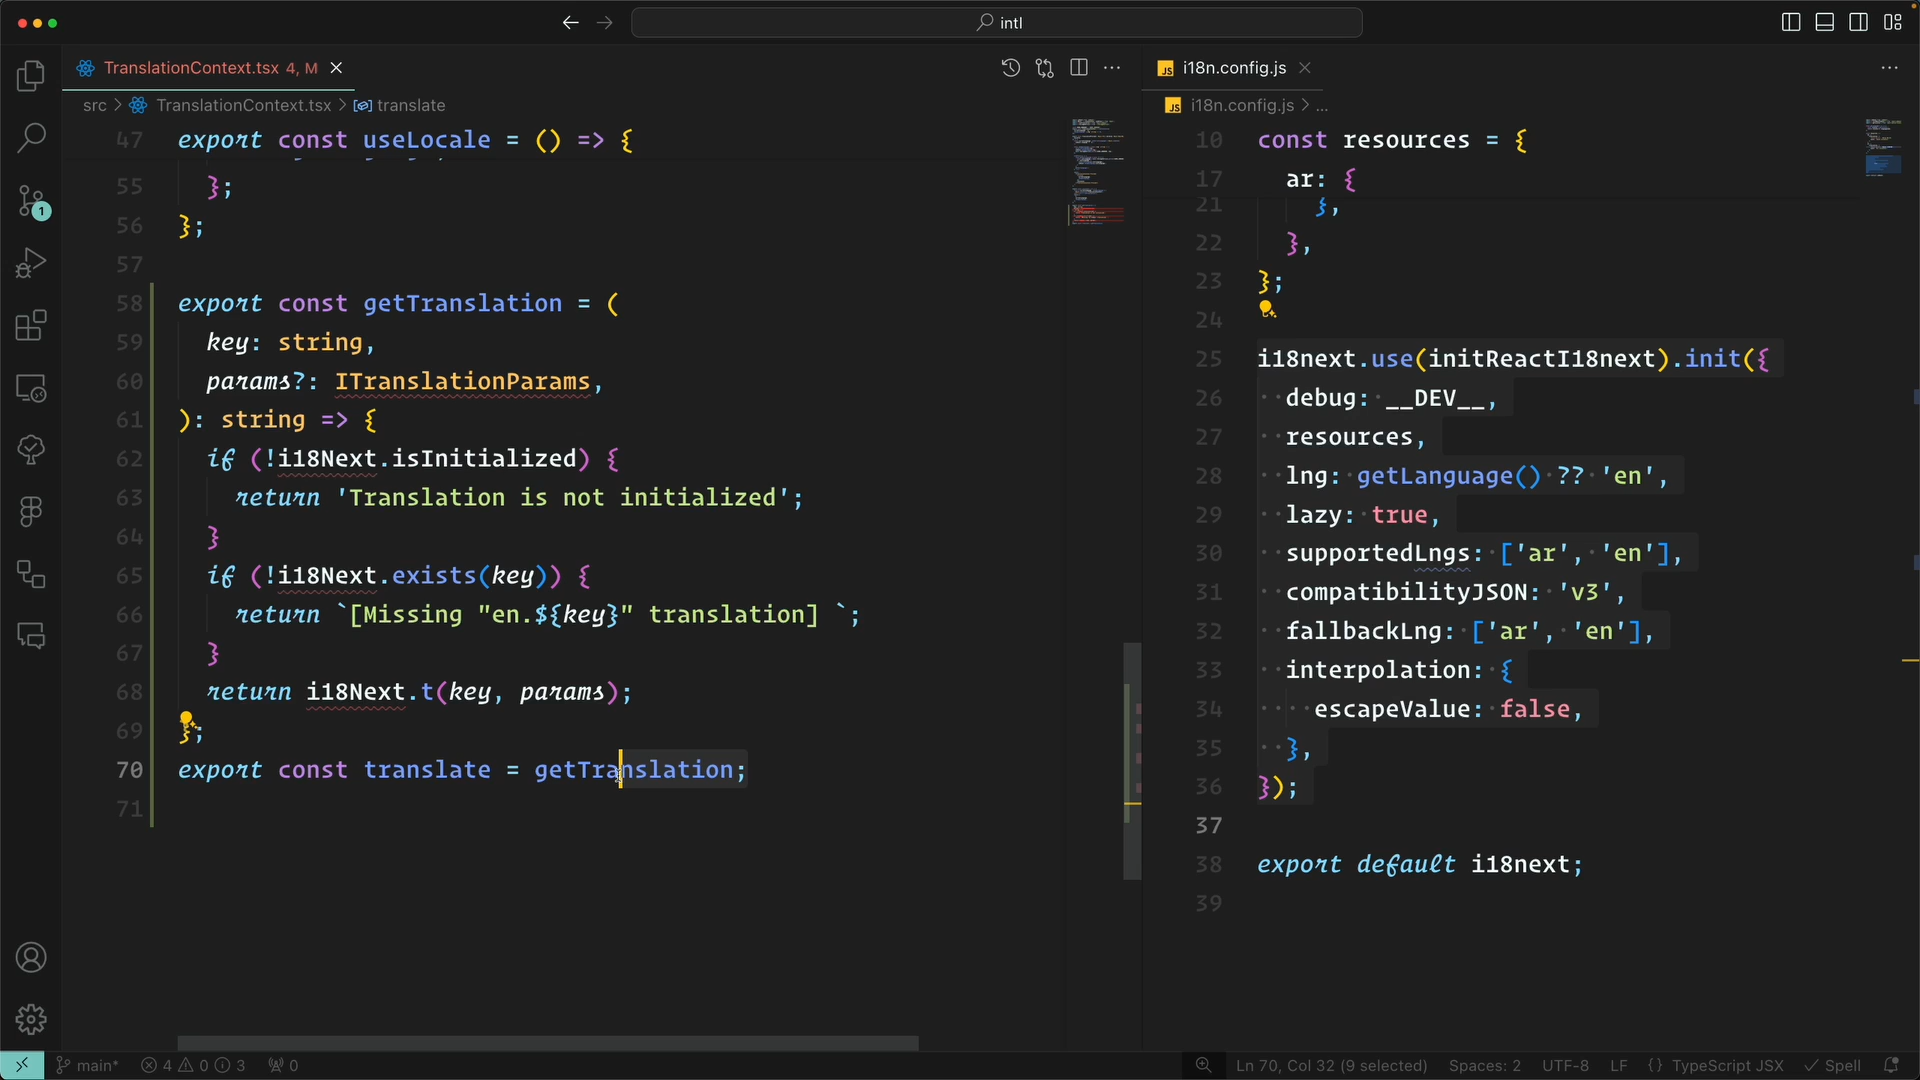 intl
TranslationContext.tsx 4, M
src > TranslationContext.tsx > translate
47 export const useLocale = () => {
55 };
56 };
57
58 export const getTranslation = (
59 key: string,
60 params?: ITranslationParams,
61 ): string => {
62 if (!i18Next.isInitialized) {
63 return 'Translation is not initialized';
64 }
65 if (!i18Next.exists(key)) {
66 return `[Missing "en.${key}" translation] `;
67 }
68 return i18Next.t(key, params);
69 };
70 export const translate = getTranslation;
71
JS i18n.config.js
JS i18n.config.js > ...
10 const resources = {
17 ar: {
21 },
22 },
23 };
24
25 i18next.use(initReactI18next).init({
26 debug: __DEV__,
27 resources,
28 lng: getLanguage() ?? 'en',
29 lazy: true,
30 supportedLngs: ['ar', 'en'],
31 compatibilityJSON: 'v3',
32 fallbackLng: ['ar', 'en'],
33 interpolation: {
34 escapeValue: false,
35 },
36 });
37
38 export default i18next;
39
1
main* 4 0 3 0 Ln 70, Col 32 (9 selected) Spaces: 2 UTF-8 LF {} TypeScript JSX Spell